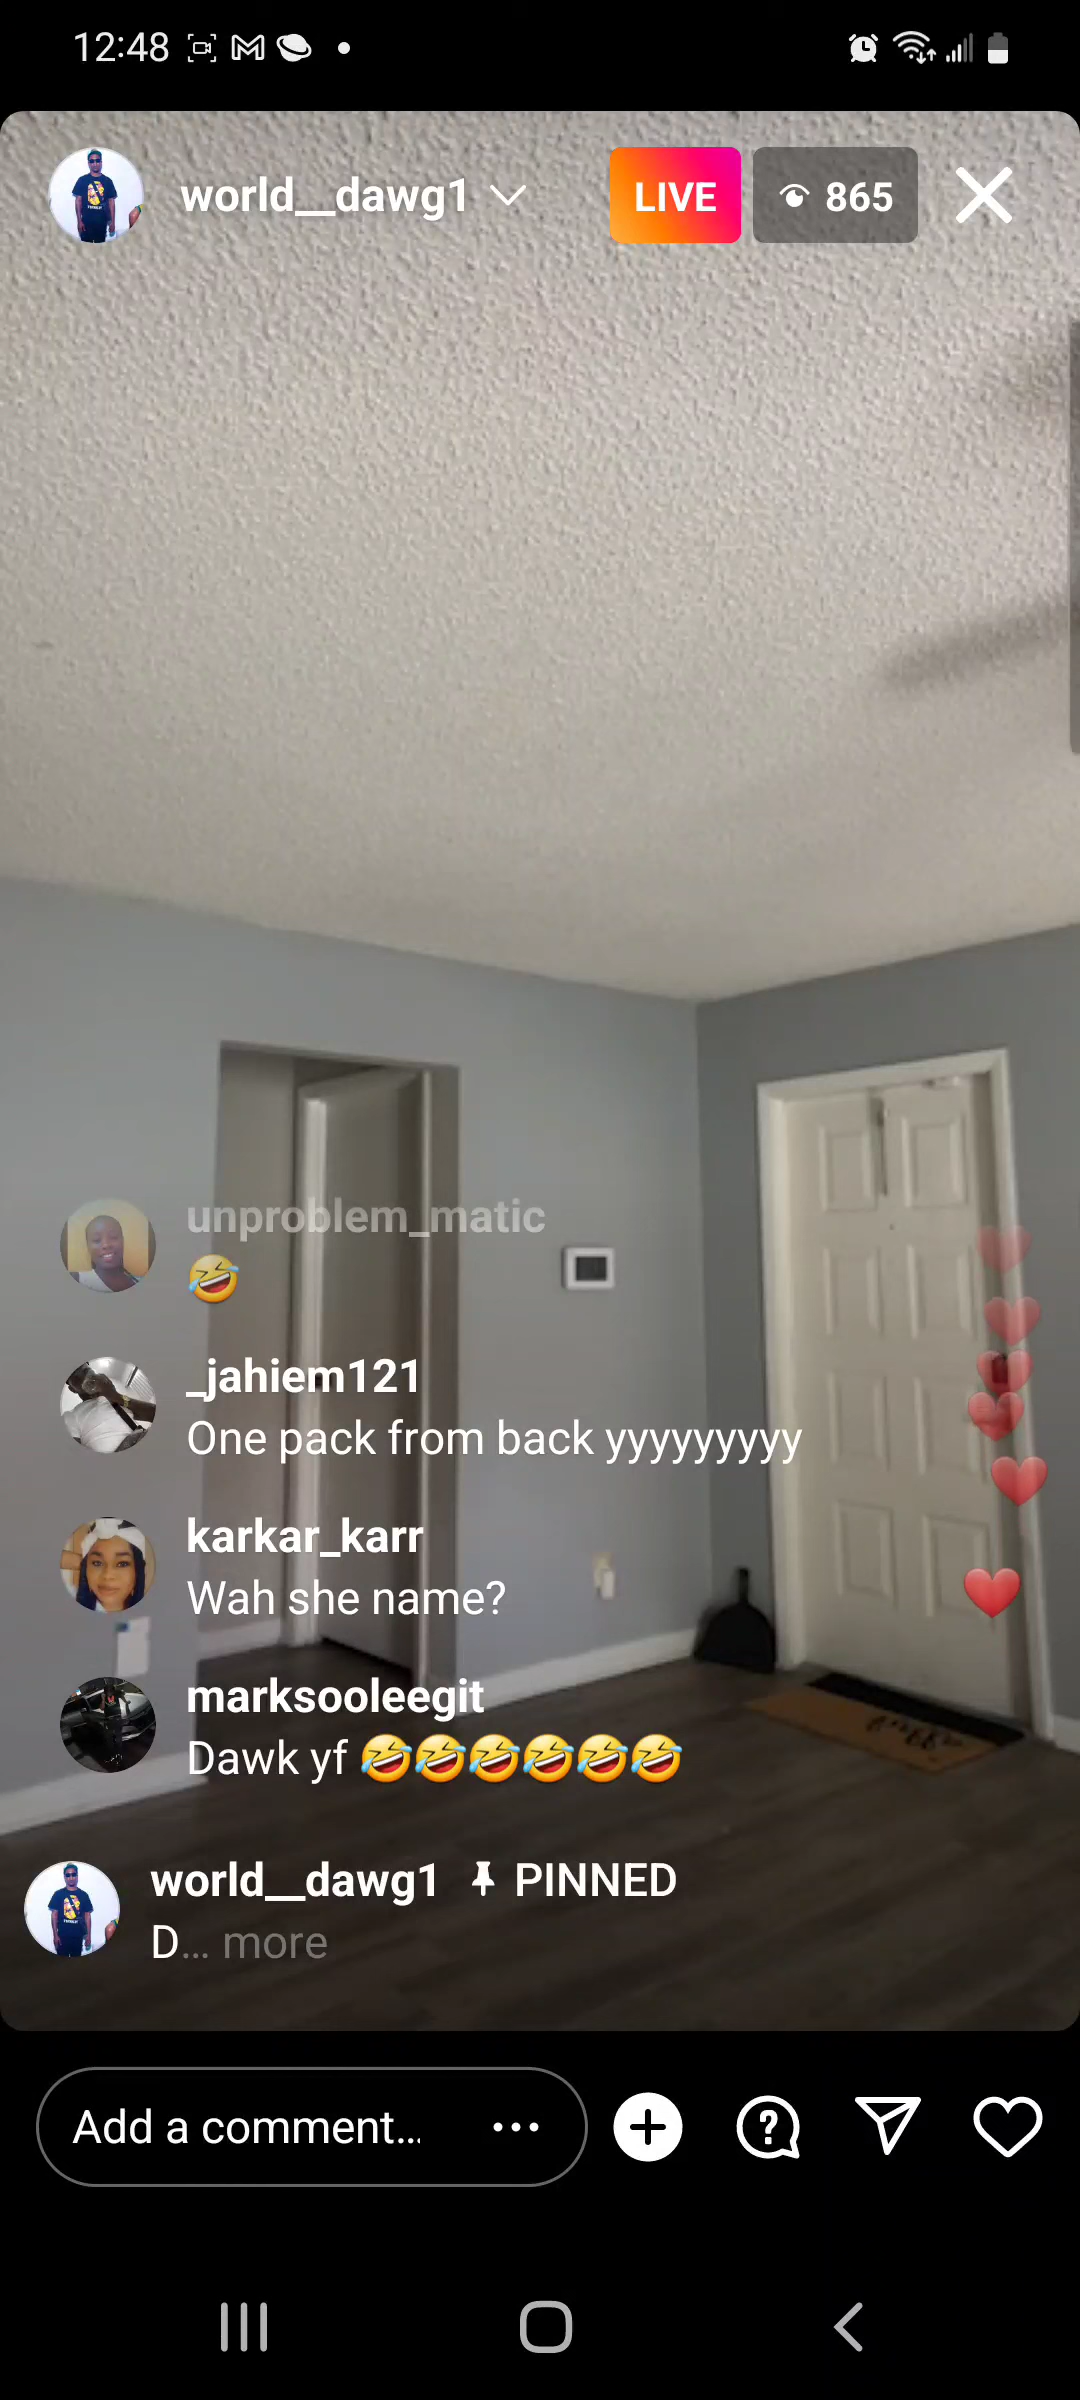 12:48
world__dawg1
LIVE
865
unproblem_matic
🤣
_jahiem121
One pack from back yyyyyyyyy
karkar_karr
Wah she name?
marksooleegit
Dawk yf 🤣🤣🤣🤣🤣🤣
world__dawg1 PINNED
D... more
Add a comment...